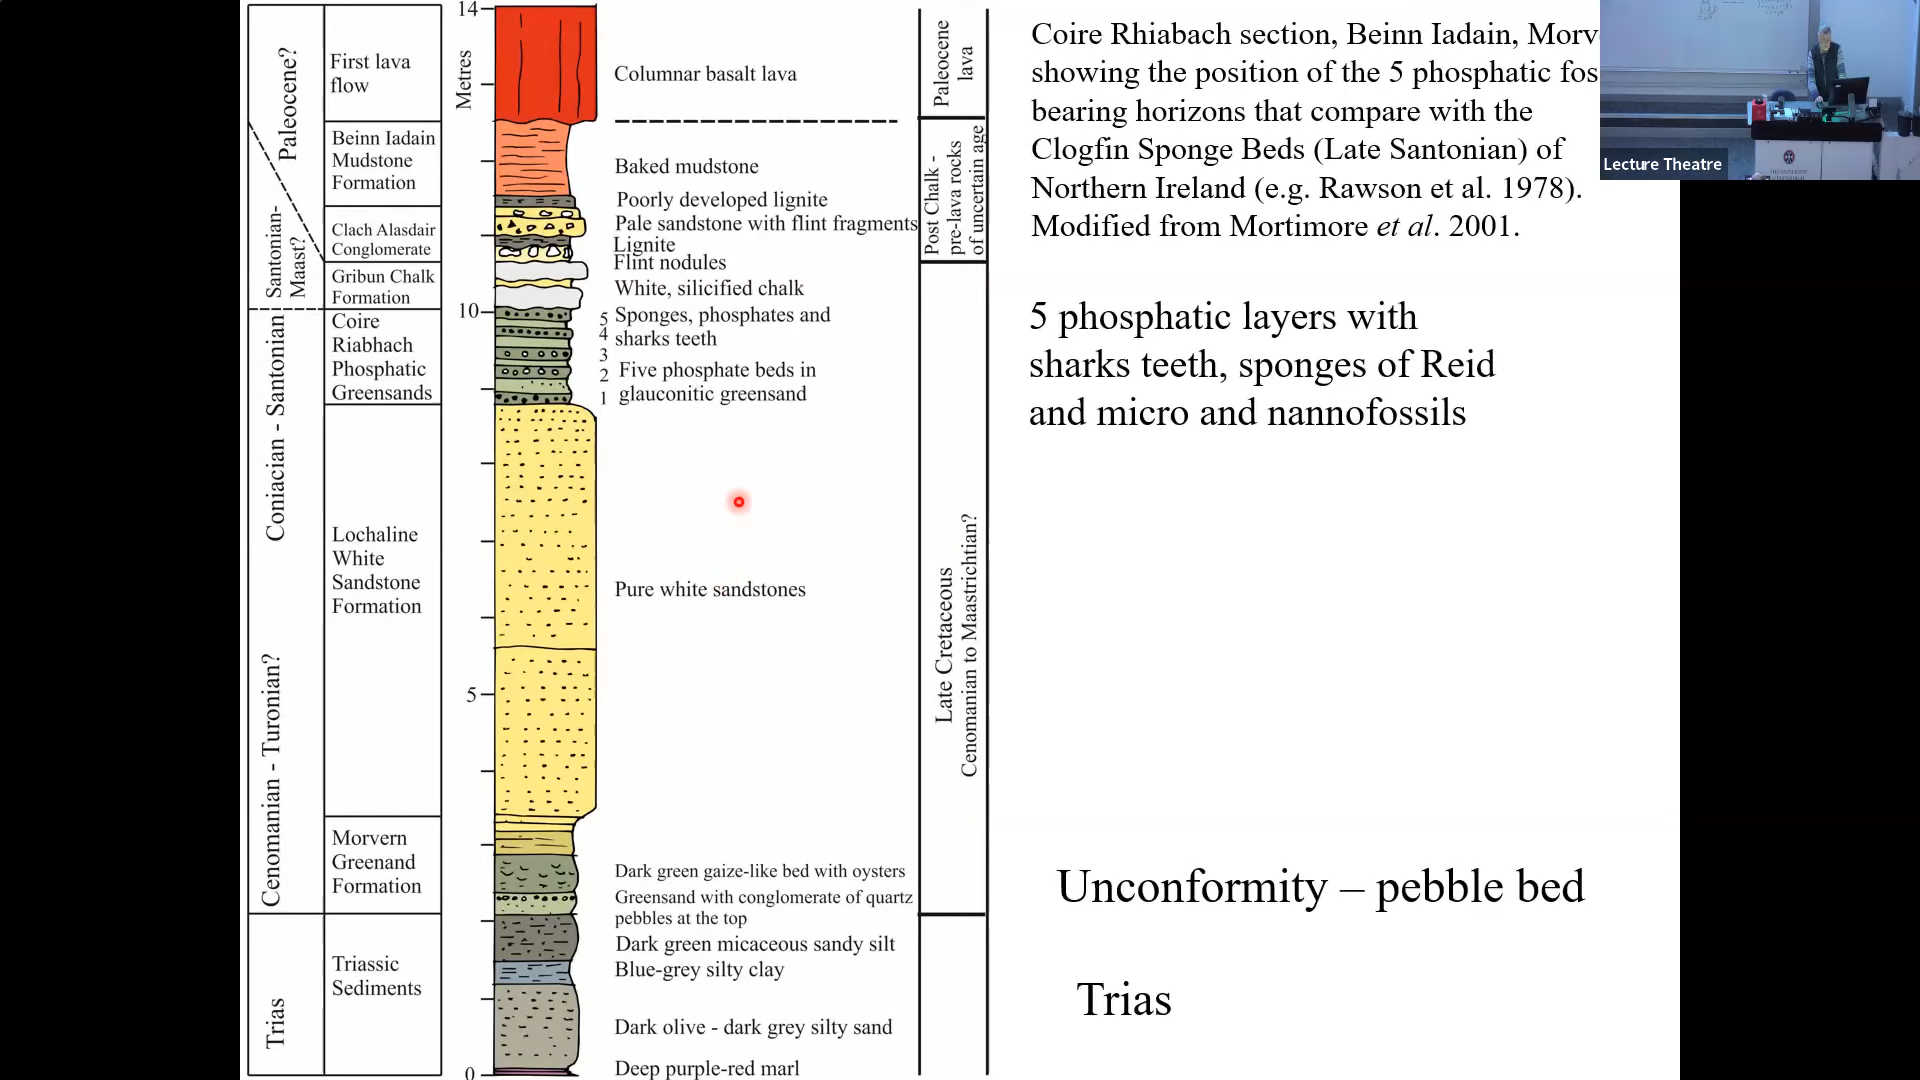 14
Metres
10
5
0
Paleocene?
Santonian-
Maast?
Coniacian - Santonian
Cenomanian - Turonian?
Trias
First lava
flow
Beinn Iadain
Mudstone
Formation
Clach Alasdair
Conglomerate
Gribun Chalk
Formation
Coire
Riabhach
Phosphatic
Greensands
Lochaline
White
Sandstone
Formation
Morvern
Greenand
Formation
Triassic
Sediments
Columnar basalt lava
Baked mudstone
Poorly developed lignite
Pale sandstone with flint fragments
Lignite
Flint nodules
White, silicified chalk
5 Sponges, phosphates and
4 sharks teeth
3
2 Five phosphate beds in
1 glauconitic greensand
Pure white sandstones
Dark green gaize-like bed with oysters
Greensand with conglomerate of quartz
pebbles at the top
Dark green micaceous sandy silt
Blue-grey silty clay
Dark olive - dark grey silty sand
Deep purple-red marl
Paleocene
lava
Post Chalk -
pre-lava rocks
of uncertain age
Late Cretaceous
Cenomanian to Maastrichtian?
Coire Rhiabach section, Beinn Iadain, Morv
showing the position of the 5 phosphatic fos
bearing horizons that compare with the
Clogfin Sponge Beds (Late Santonian) of
Northern Ireland (e.g. Rawson et al. 1978).
Modified from Mortimore et al. 2001.
5 phosphatic layers with
sharks teeth, sponges of Reid
and micro and nannofossils
Unconformity – pebble bed
Trias
Lecture Theatre